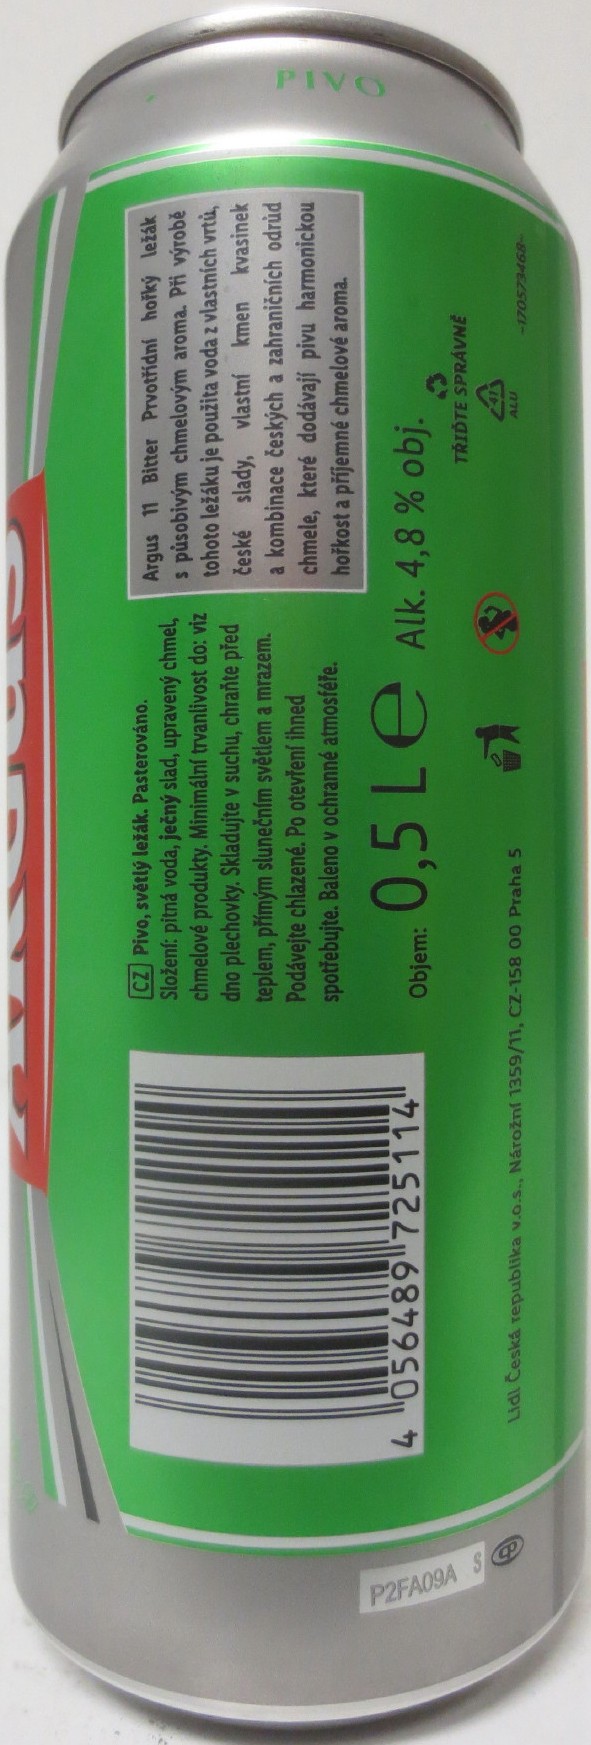 PIVO
Argus 11 Bitter Prvotřídní hořký ležák
s působivým chmelovým aroma. Při výrobě
tohoto ležáku je použita voda z vlastních vrtů,
české slady, vlastní kmen kvasinek
a kombinace českých a zahraničních odrůd
chmele, které dodávají pivu harmonickou
hořkost a příjemné chmelové aroma.
CZ Pivo, světlý ležák. Pasterováno.
Složení: pitná voda, ječný slad, upravený chmel,
chmelové produkty. Minimální trvanlivost do: viz
dno plechovky. Skladujte v suchu, chraňte před
teplem, přímým slunečním světlem a mrazem.
Podávejte chlazené. Po otevření ihned
spotřebujte. Baleno v ochranné atmosféře.
Objem: 0,5 L e Alk. 4,8 % obj.
TŘIĎTE SPRÁVNĚ
41
ALU
-170573468-
Lidl Česká republika v.o.s., Nárožní 1359/11, CZ-158 00 Praha 5
4 056489 725114
P2FA09A S